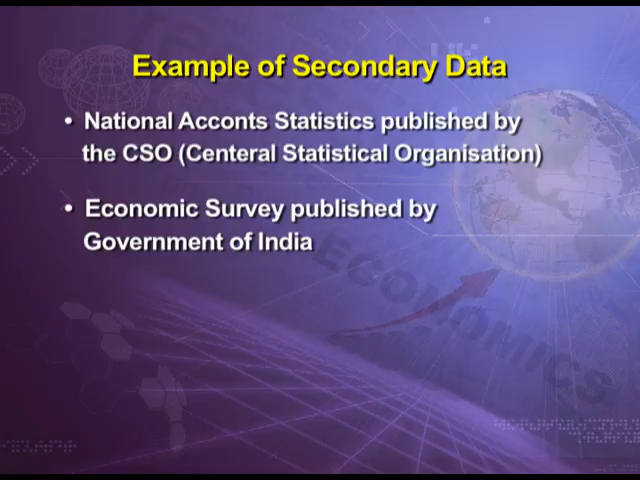 Example of Secondary Data
• National Acconts Statistics published by
the CSO (Centeral Statistical Organisation)
• Economic Survey published by
Government of India
ECONOMICS